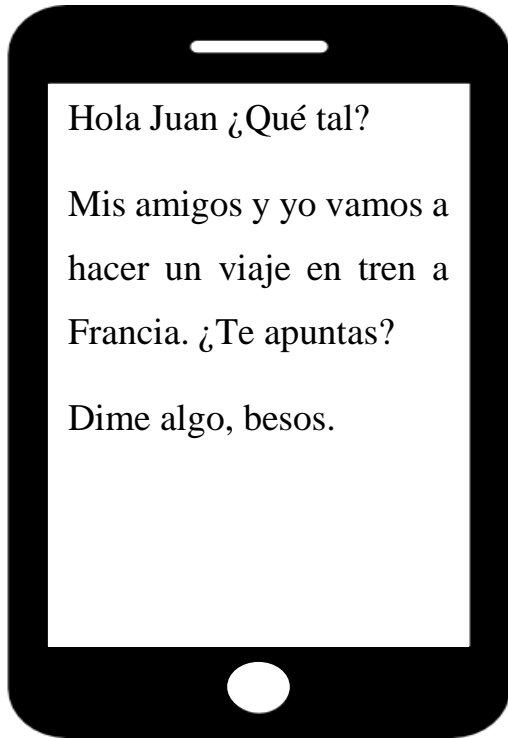 Hola Juan ¿Qué tal?
Mis amigos y yo vamos a
hacer un viaje en tren a
Francia. ¿Te apuntas?
Dime algo, besos.